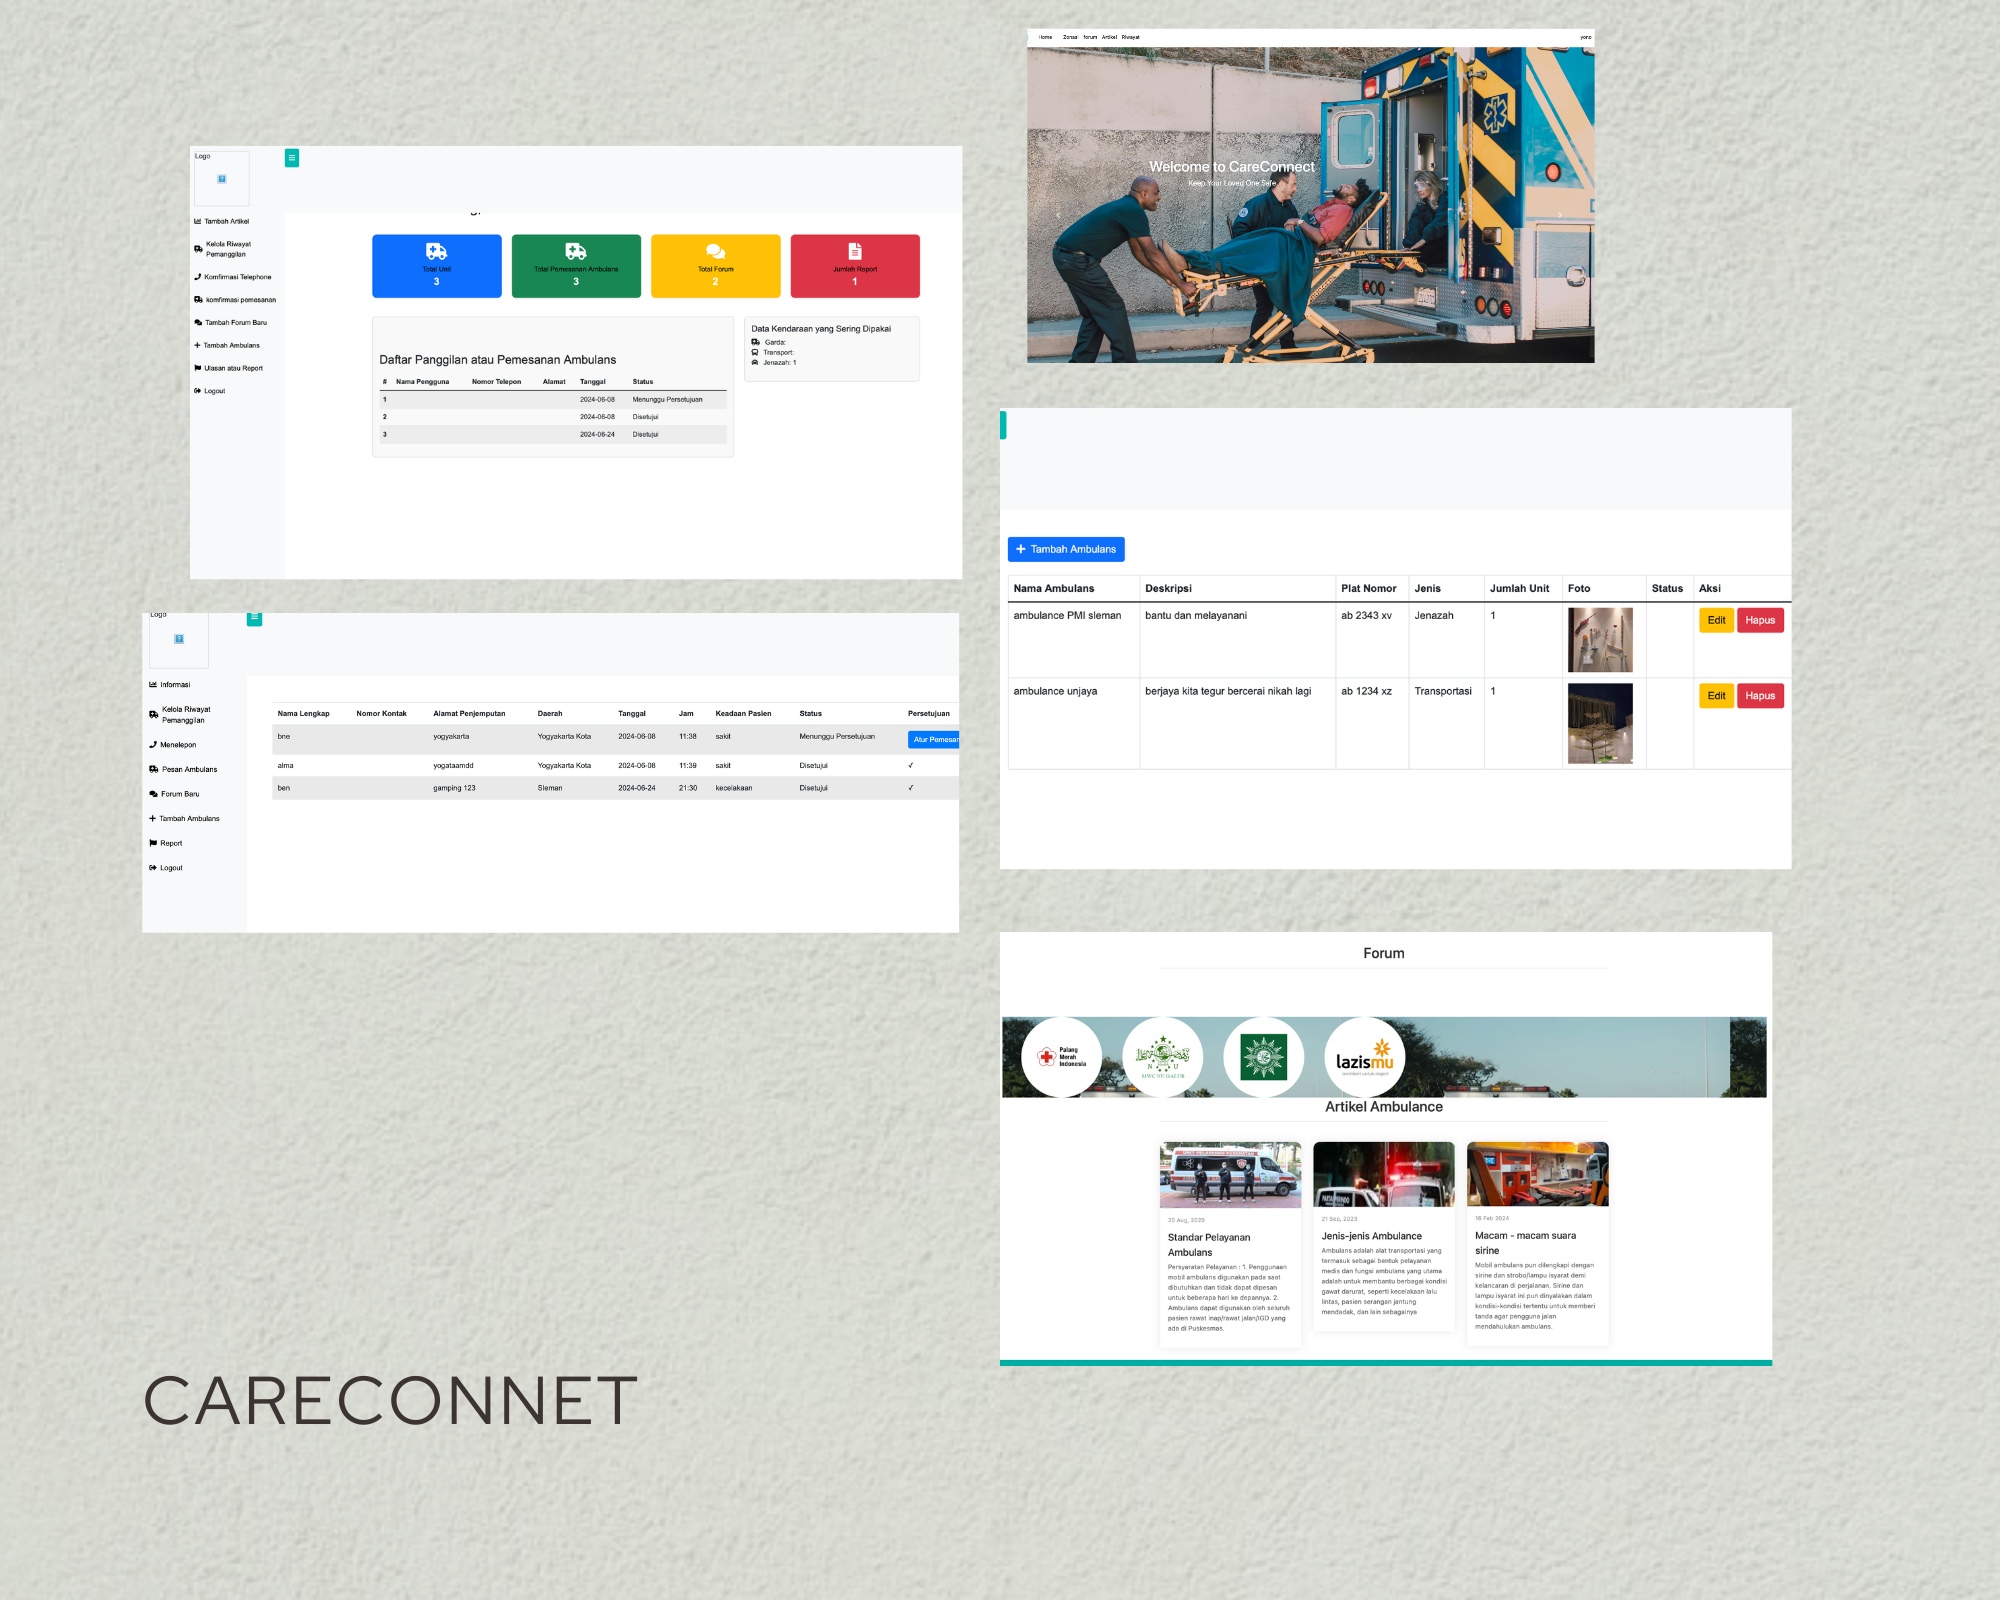 Logo
Tambah Artikel
Kelola Riwayat
Pemanggilan
Komfirmasi Telephone
komfirmasi pemesanan
Tambah Forum Baru
Tambah Ambulans
Ulasan atau Report
Logout
Total Unit
3
Total Pemesanan Ambulans
3
Total Forum
2
Jumlah Report
1
Daftar Panggilan atau Pemesanan Ambulans
# Nama Pengguna Nomor Telepon Alamat Tanggal Status
1 2024-06-08 Menunggu Persetujuan
2 2024-06-08 Disetujui
3 2024-06-24 Disetujui
Data Kendaraan yang Sering Dipakai
Garda:
Transport:
Jenazah: 1
Home Zonasi forum Artikel Riwayat yono
Welcome to CareConnect
Keep Your Loved One Safe
Logo
Informasi
Kelola Riwayat
Pemanggilan
Menelepon
Pesan Ambulans
Forum Baru
Tambah Ambulans
Report
Logout
Nama Lengkap Nomor Kontak Alamat Penjemputan Daerah Tanggal Jam Keadaan Pasien Status Persetujuan
bne yogyakarta Yogyakarta Kota 2024-06-08 11:38 sakit Menunggu Persetujuan Atur Pemesan
alma yogataamdd Yogyakarta Kota 2024-06-08 11:39 sakit Disetujui ✓
ben gamping 123 Sleman 2024-06-24 21:30 kecelakaan Disetujui ✓
+ Tambah Ambulans
Nama Ambulans Deskripsi Plat Nomor Jenis Jumlah Unit Foto Status Aksi
ambulance PMI sleman bantu dan melayanani ab 2343 xv Jenazah 1 Edit Hapus
ambulance unjaya berjaya kita tegur bercerai nikah lagi ab 1234 xz Transportasi 1 Edit Hapus
Forum
Palang
Merah
Indonesia
N U
MWC NU GALUR
lazismu
memberi untuk negeri
Artikel Ambulance
20 Aug, 2020
Standar Pelayanan
Ambulans
Persyaratan Pelayanan : 1. Penggunaan
mobil ambulans digunakan pada saat
dibutuhkan dan tidak dapat dipesan
untuk beberapa hari ke depannya. 2.
Ambulans dapat digunakan oleh seluruh
pasien rawat inap/rawat jalan/IGD yang
ada di Puskesmas.
21 Sep, 2023
Jenis-jenis Ambulance
Ambulans adalah alat transportasi yang
termasuk sebagai bentuk pelayanan
medis dan fungsi ambulans yang utama
adalah untuk membantu berbagai kondisi
gawat darurat, seperti kecelakaan lalu
lintas, pasien serangan jantung
mendadak, dan lain sebagainya
16 Feb 2024
Macam - macam suara
sirine
Mobil ambulans pun dilengkapi dengan
sirine dan strobo/lampu isyarat demi
kelancaran di perjalanan. Sirine dan
lampu isyarat ini pun dinyalakan dalam
kondisi-kondisi tertentu untuk memberi
tanda agar pengguna jalan
mendahulukan ambulans.
CARECONNET